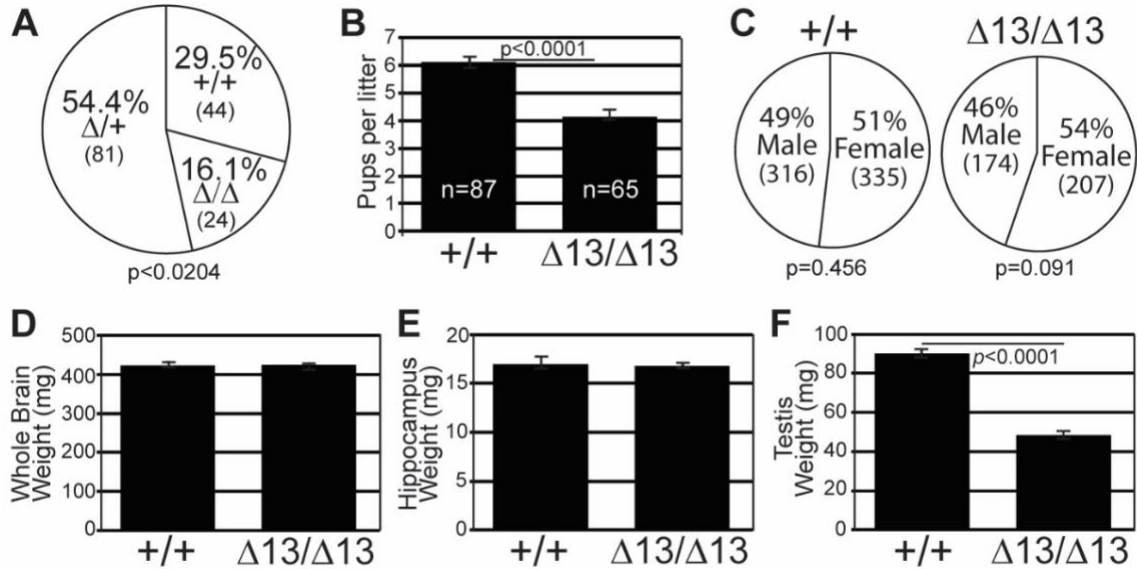 A
29.5%
+/+
(44)
54.4%
Δ/+
(81)
16.1%
Δ/Δ
(24)
p<0.0204
B
Pups per litter
7
6
5
4
3
2
1
0
p<0.0001
n=87
n=65
+/+
Δ13/Δ13
C
+/+
49%
Male
(316)
51%
Female
(335)
p=0.456
Δ13/Δ13
46%
Male
(174)
54%
Female
(207)
p=0.091
D
Whole Brain
Weight (mg)
500
400
300
200
100
0
+/+
Δ13/Δ13
E
Hippocampus
Weight (mg)
20
15
10
5
0
+/+
Δ13/Δ13
F
Testis
Weight (mg)
100
80
60
40
20
0
p<0.0001
+/+
Δ13/Δ13